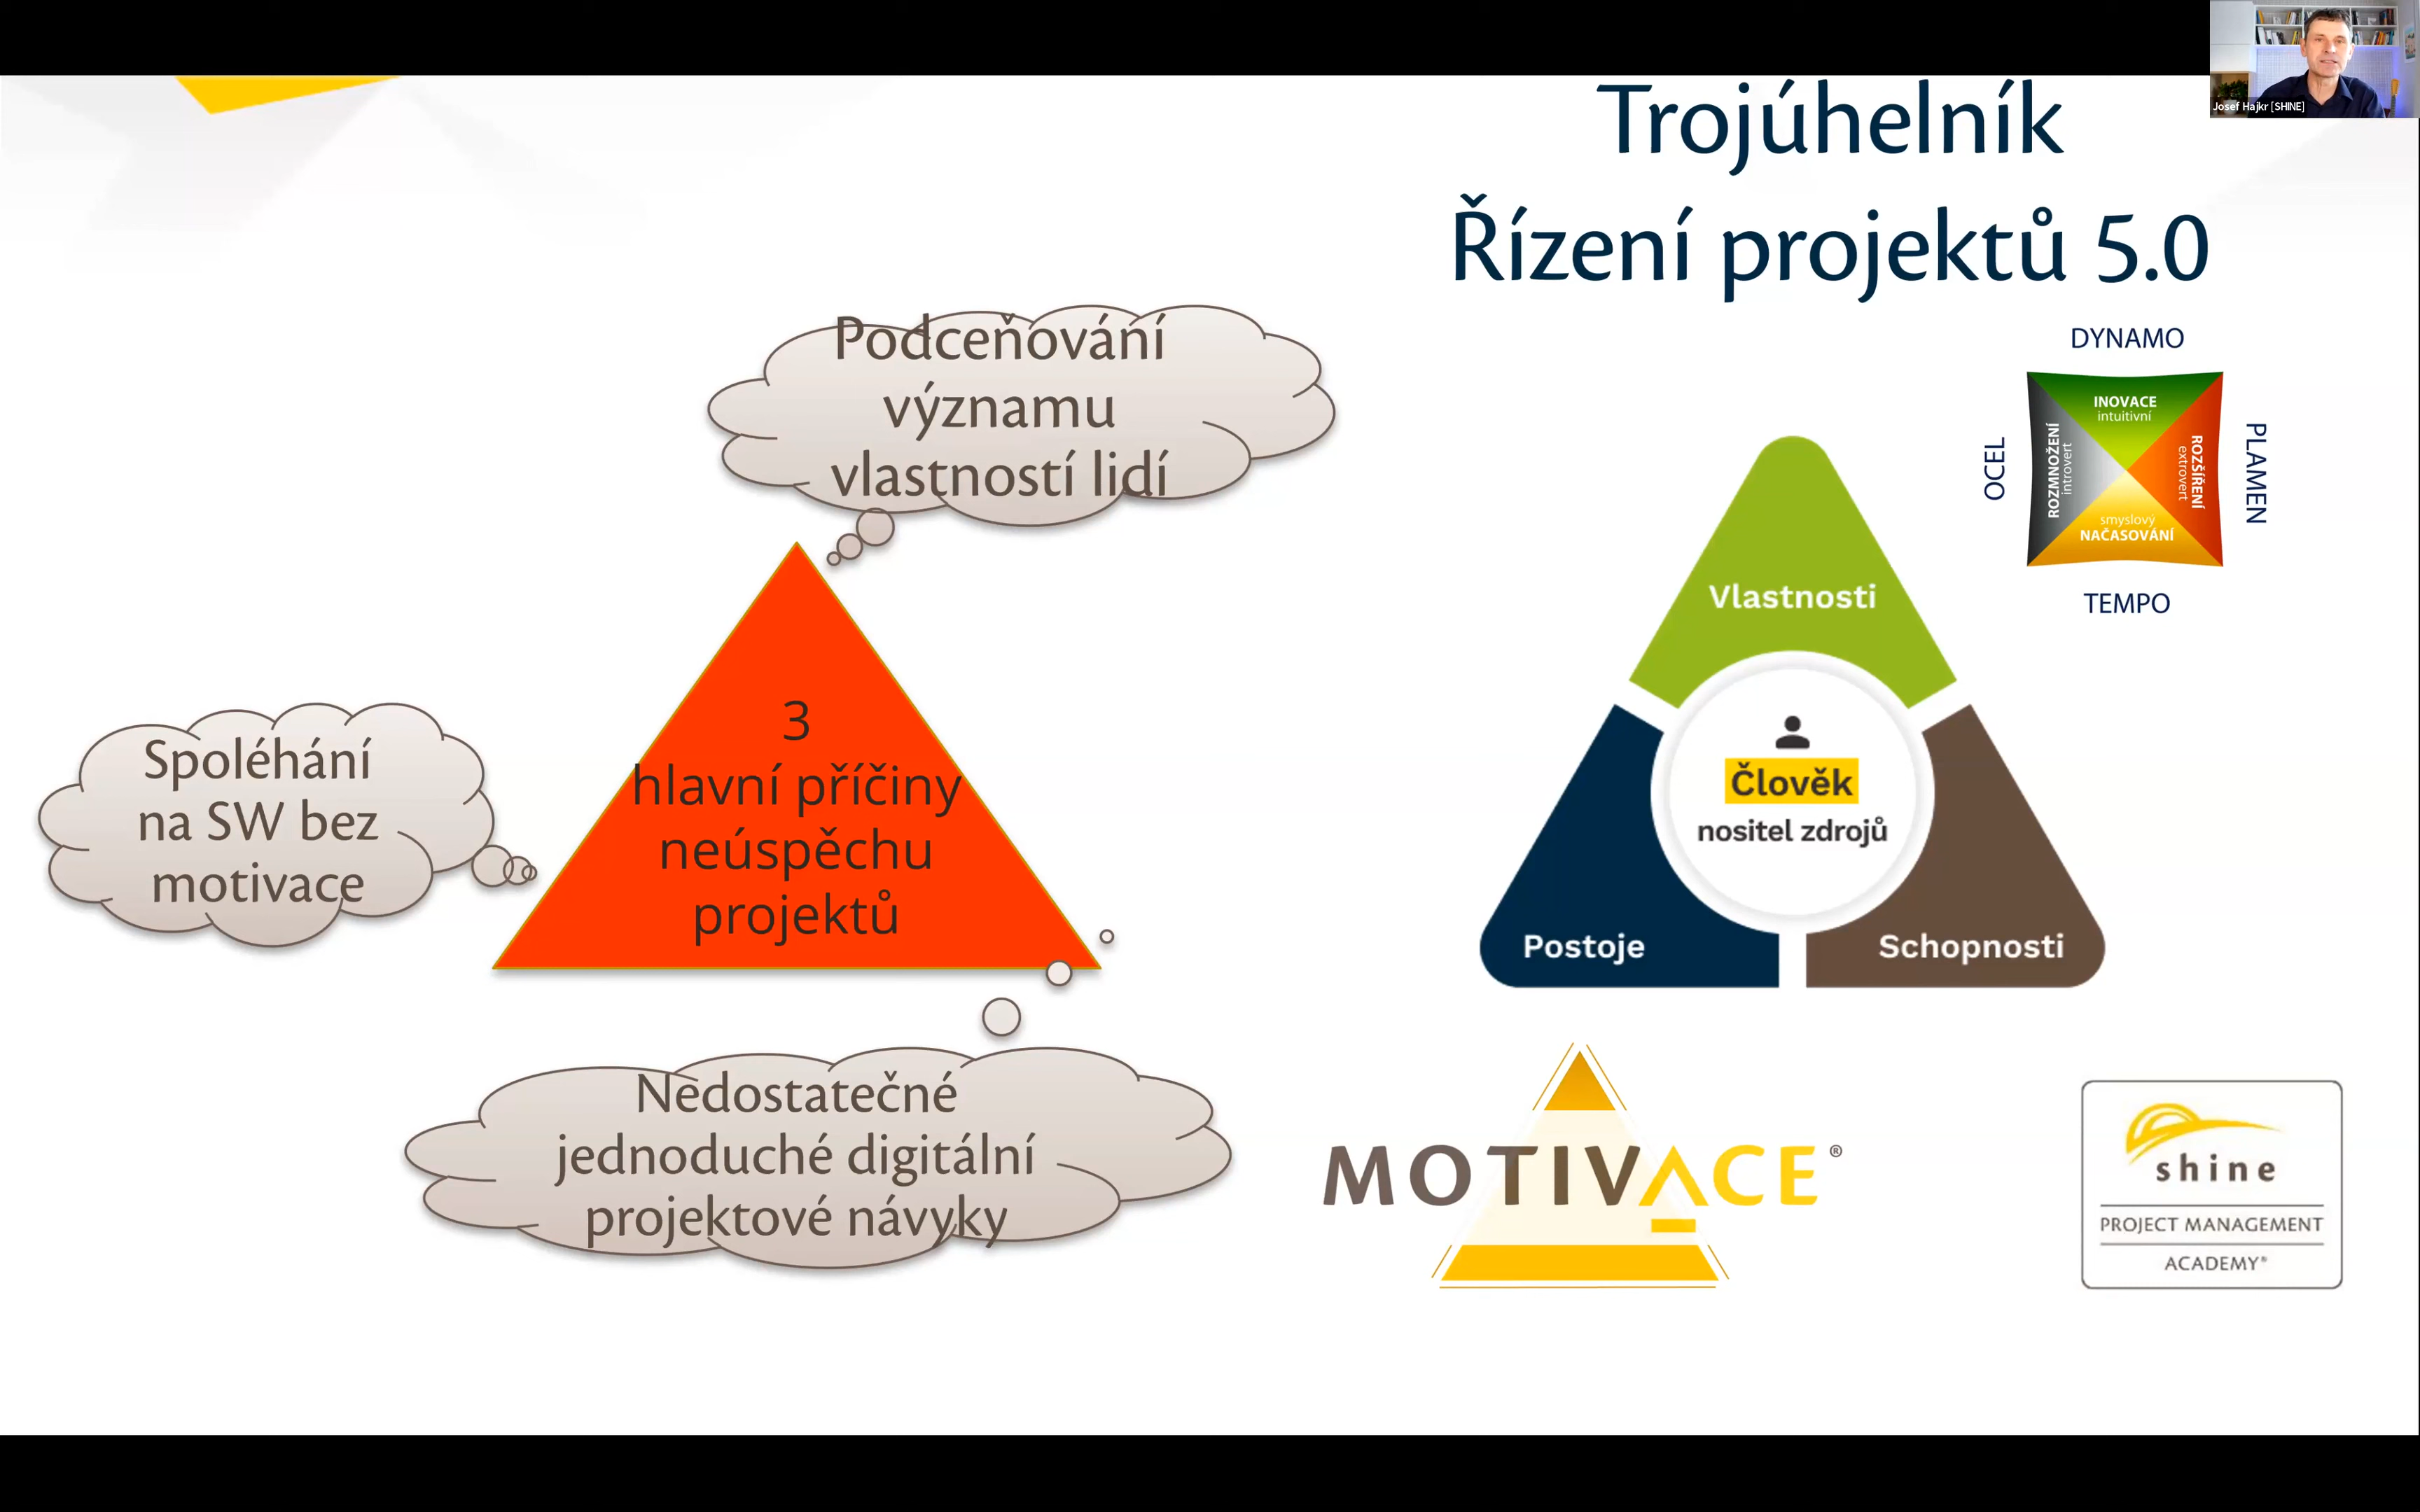 Josef Hajkr [SHINE]
Trojúhelník
Řízení projektů 5.0
Podceňování
významu
vlastností lidí
Spoléhání
na SW bez
motivace
3
hlavní příčiny
neúspěchu
projektů
Nedostatečné
jednoduché digitální
projektové návyky
DYNAMO
OCEL
PLAMEN
TEMPO
INOVACE
intuitivní
ROZMNOŽENÍ
introvert
ROZŠÍŘENÍ
extrovert
smyslový
NAČASOVÁNÍ
Vlastnosti
Člověk
nositel zdrojů
Postoje
Schopnosti
MOTIVACE®
shine
PROJECT MANAGEMENT
ACADEMY®